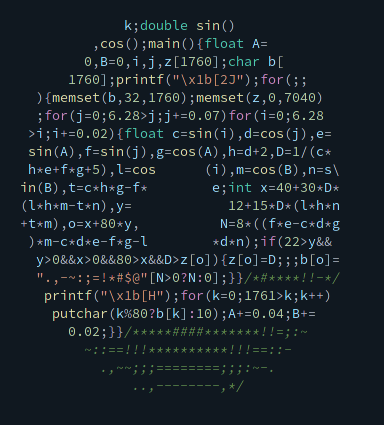 k;double sin()
,cos();main(){float A=
0,B=0,i,j,z[1760];char b[
1760];printf("\x1b[2J");for(;;
){memset(b,32,1760);memset(z,0,7040)
;for(j=0;6.28>j;j+=0.07)for(i=0;6.28
>i;i+=0.02){float c=sin(i),d=cos(j),e=
sin(A),f=sin(j),g=cos(A),h=d+2,D=1/(c*
h*e+f*g+5),l=cos      (i),m=cos(B),n=s\
in(B),t=c*h*g-f*        e;int x=40+30*D*
(l*h*m-t*n),y=            12+15*D*(l*h*n
+t*m),o=x+80*y,          N=8*((f*e-c*d*g
)*m-c*d*e-f*g-l        *d*n);if(22>y&&
y>0&&x>0&&80>x&&D>z[o]){z[o]=D;;;b[o]=
".,-~:;=!*#$@"[N>0?N:0];}}/*#****!!-*/
printf("\x1b[H");for(k=0;1761>k;k++)
putchar(k%80?b[k]:10);A+=0.04;B+=
0.02;}}/*****####*******!!=;:~
~::==!!!**********!!!==::-
.,~~;;;========;;;:~-.
..,--------,*/